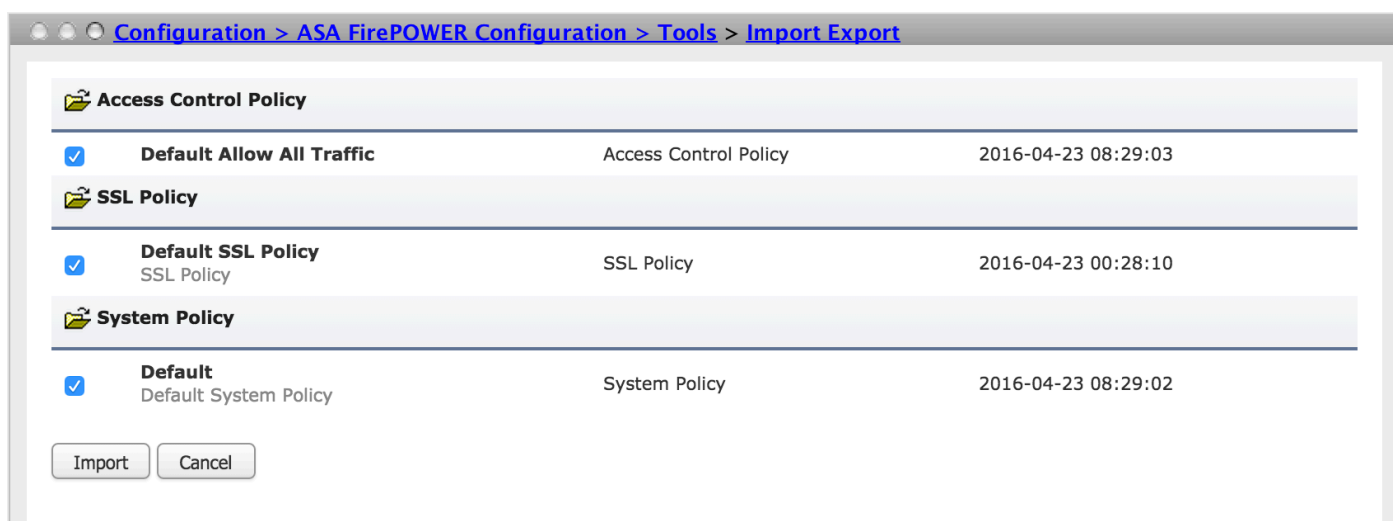 Configuration > ASA FirePOWER Configuration > Tools > Import Export
Access Control Policy
Default Allow All Traffic Access Control Policy 2016-04-23 08:29:03
SSL Policy
Default SSL Policy
SSL Policy SSL Policy 2016-04-23 00:28:10
System Policy
Default
Default System Policy System Policy 2016-04-23 08:29:02
Import Cancel